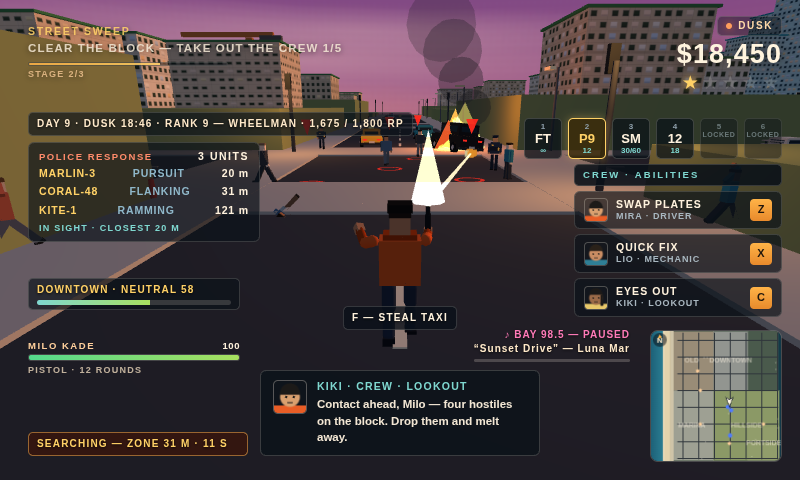 STREET SWEEP
CLEAR THE BLOCK — TAKE OUT THE CREW 1/5
STAGE 2/3
DUSK
$18,450
DAY 9 · DUSK 18:46 · RANK 9 — WHEELMAN · 1,675 / 1,800 RP
1 FT ∞
2 P9 12
3 SM 30/60
4 12 18
5 LOCKED
6 LOCKED
POLICE RESPONSE 3 UNITS
MARLIN-3 PURSUIT 20 m
CORAL-48 FLANKING 31 m
KITE-1 RAMMING 121 m
IN SIGHT · CLOSEST 20 M
CREW · ABILITIES
SWAP PLATES
MIRA · DRIVER
Z
QUICK FIX
LIO · MECHANIC
X
EYES OUT
KIKI · LOOKOUT
C
DOWNTOWN · NEUTRAL 58
F — STEAL TAXI
♪ BAY 98.5 — PAUSED
“Sunset Drive” — Luna Mar
MILO KADE 100
PISTOL · 12 ROUNDS
KIKI · CREW · LOOKOUT
Contact ahead, Milo — four hostiles
on the block. Drop them and melt
away.
SEARCHING — ZONE 31 M · 11 S
N
DOWNTOWN